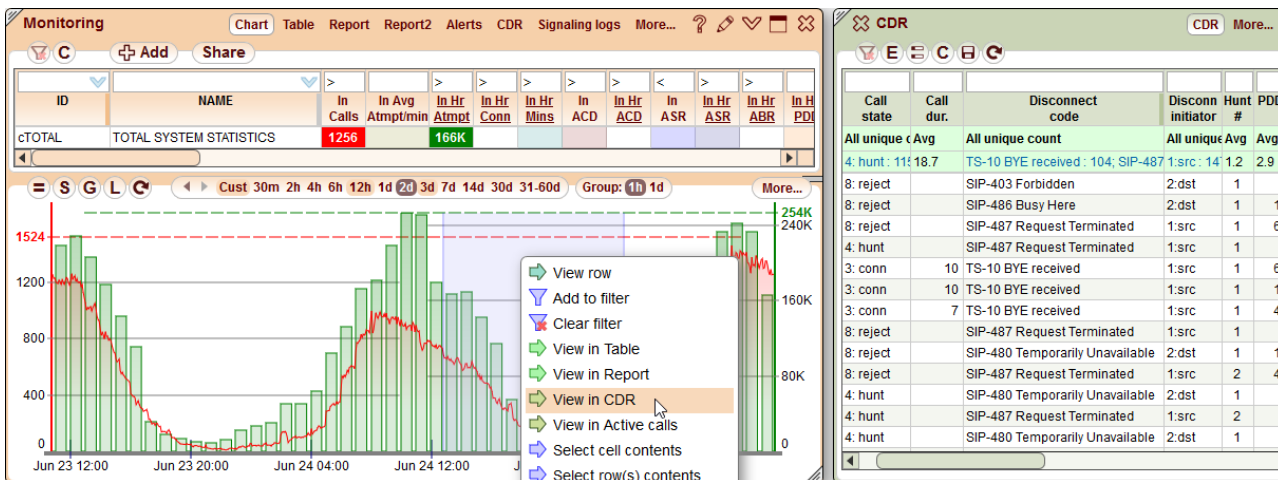 Monitoring Chart Table Report Report2 Alerts CDR Signaling logs More...
C Add Share
> > > > > > < > >
ID NAME In Calls In Avg Atmpt/min In Hr Atmpt In Hr Conn In Hr Mins In ACD In Hr ACD In ASR In Hr ASR In Hr ABR In H PDI
cTOTAL TOTAL SYSTEM STATISTICS 1256 166K
= S G L Cust 30m 2h 4h 6h 12h 1d 2d 3d 7d 14d 30d 31-60d Group: 1h 1d More...
254K
240K
1524
1200
160K
800
80K
400
0 0
Jun 23 12:00 Jun 23 20:00 Jun 24 04:00 Jun 24 12:00 J
View row
Add to filter
Clear filter
View in Table
View in Report
View in CDR
View in Active calls
Select cell contents
Select row(s) contents
CDR CDR More...
E C
Call state Call dur. Disconnect code Disconn initiator Hunt # PDD
All unique c Avg All unique count All unique Avg Avg
4: hunt : 115 18.7 TS-10 BYE received : 104; SIP-487 1:src : 147 1.2 2.9
8: reject SIP-403 Forbidden 2:dst 1
8: reject SIP-486 Busy Here 2:dst 1 1
8: reject SIP-487 Request Terminated 1:src 1 6
4: hunt SIP-487 Request Terminated 1:src 1
3: conn 10 TS-10 BYE received 1:src 1 6
3: conn 10 TS-10 BYE received 1:src 1 1
3: conn 7 TS-10 BYE received 1:src 1 4
8: reject SIP-487 Request Terminated 1:src 1
8: reject SIP-480 Temporarily Unavailable 2:dst 1 1
8: reject SIP-487 Request Terminated 1:src 2 4
4: hunt SIP-480 Temporarily Unavailable 2:dst 1
4: hunt SIP-487 Request Terminated 1:src 2
4: hunt SIP-480 Temporarily Unavailable 2:dst 1